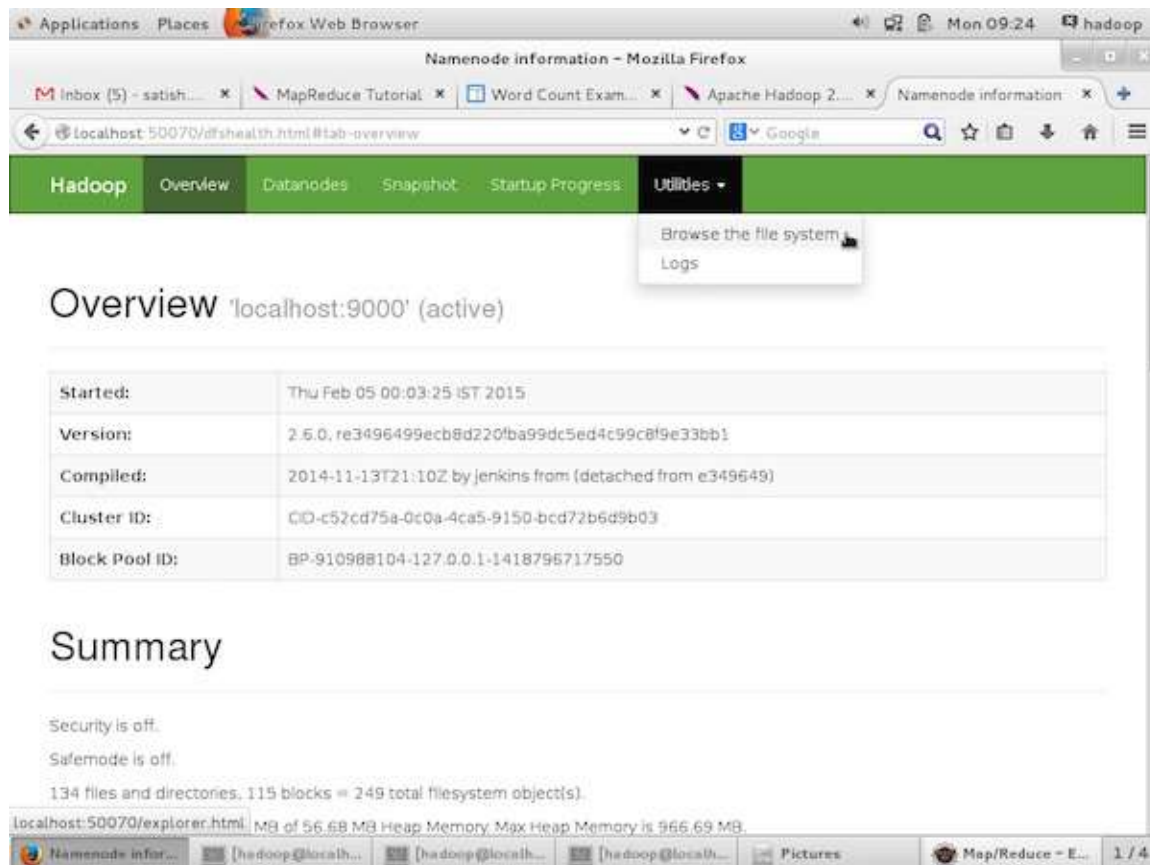 Applications Places Firefox Web Browser Mon 09:24 hadoop
Namenode information - Mozilla Firefox
Inbox (5) - satish.... MapReduce Tutorial Word Count Exam... Apache Hadoop 2.... Namenode information
localhost:50070/dfshealth.html#tab-overview Google
Hadoop Overview Datanodes Snapshot Startup Progress Utilities
Browse the file system
Logs
Overview 'localhost:9000' (active)
Started: Thu Feb 05 00:03:25 IST 2015
Version: 2.6.0, re3496499ecb8d220fba99dc5ed4c99c8f9e33bb1
Compiled: 2014-11-13T21:10Z by jenkins from (detached from e349649)
Cluster ID: CID-c52cd75a-0c0a-4ca5-9150-bcd72b6d9b03
Block Pool ID: BP-910988104-127.0.0.1-1418796717550
Summary
Security is off.
Safemode is off.
134 files and directories, 115 blocks = 249 total filesystem object(s).
localhost:50070/explorer.html MB of 56.68 MB Heap Memory. Max Heap Memory is 966.69 MB.
Namenode infor... [hadoop@localh... [hadoop@localh... [hadoop@localh... Pictures Map/Reduce - E... 1 / 4